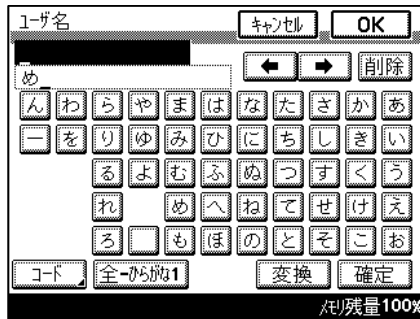 ユーザ名 キャンセル OK
め ← → 削除
ん わ ら や ま は な た さ か あ
ー を り ゆ み ひ に ち し き い
る よ む ふ ぬ つ す く う
れ め へ ね て せ け え
ろ も ほ の と そ こ お
コード 全-ひらがな1 変換 確定
メモリ残量100%